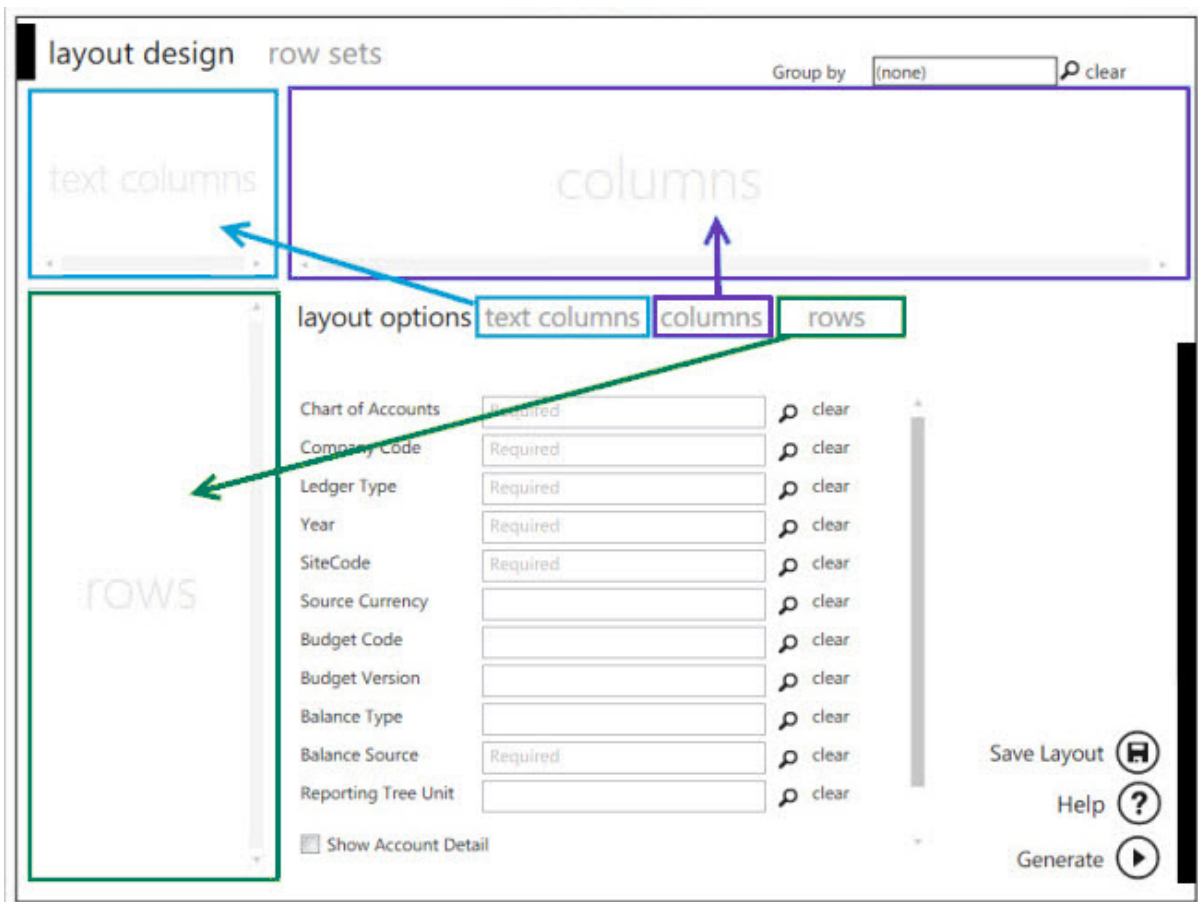 layout design row sets
Group by (none) clear
text columns
columns
layout options text columns columns rows
Chart of Accounts Required clear
Company Code Required clear
Ledger Type Required clear
Year Required clear
SiteCode Required clear
rows
Source Currency clear
Budget Code clear
Budget Version clear
Balance Type clear
Balance Source Required clear
Reporting Tree Unit clear
Show Account Detail
Save Layout
Help ?
Generate